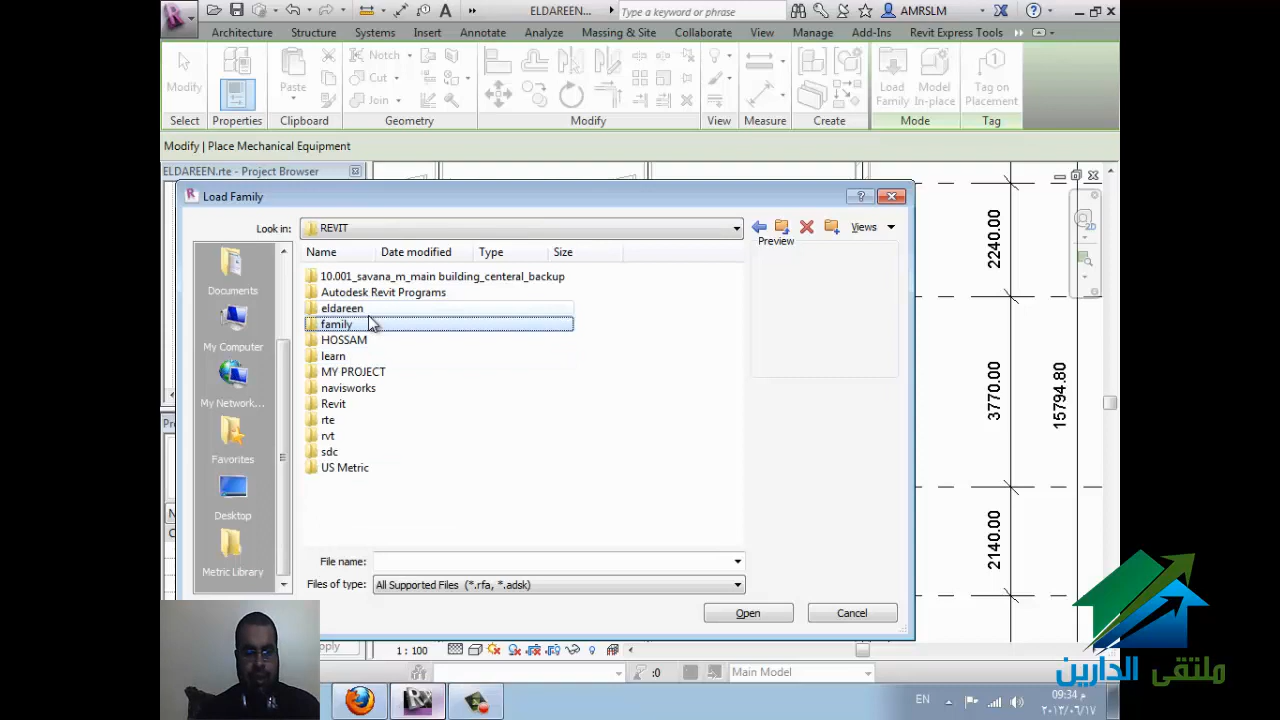 ELDAREEN...
Type a keyword or phrase
AMRSLM
Architecture
Structure
Systems
Insert
Annotate
Analyze
Massing & Site
Collaborate
View
Manage
Add-Ins
Revit Express Tools
Modify
Paste
Notch
Cut
Join
Load
Family
Model
In-place
Tag on
Placement
Select
Properties
Clipboard
Geometry
Modify
View
Measure
Create
Mode
Tag
Modify | Place Mechanical Equipment
ELDAREEN.rte - Project Browser
Load Family
Look in:
REVIT
Views
Preview
Name
Date modified
Type
Size
10.001_savana_m_main building_centeral_backup
Autodesk Revit Programs
eldareen
family
HOSSAM
learn
MY PROJECT
navisworks
Revit
rte
rvt
sdc
US Metric
Documents
My Computer
My Network...
Favorites
Desktop
Metric Library
File name:
Files of type:
All Supported Files (*.rfa, *.adsk)
Open
Cancel
2240.00
3770.00
15794.80
2140.00
2D
1 : 100
:0
Main Model
EN
09:34 م
٢٠١٣/٠٦/١٧
ملتقى الدارين